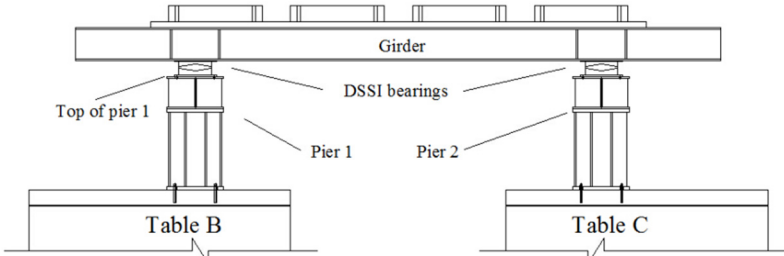 Girder
DSSI bearings
Top of pier 1
Pier 1
Pier 2
Table B
Table C